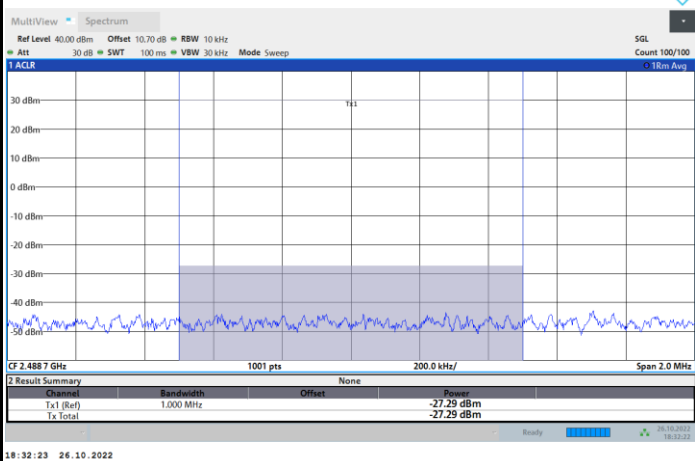 MultiView Spectrum
Ref Level 40.00 dBm Offset 10.70 dB RBW 10 kHz SGL
Att 30 dB SWT 100 ms VBW 30 kHz Mode Sweep Count 100/100
1 ACLR 1Rm Avg
Tx1
30 dBm
20 dBm
10 dBm
0 dBm
-10 dBm
-20 dBm
-30 dBm
-40 dBm
-50 dBm
CF 2.488 7 GHz 1001 pts 200.0 kHz/ Span 2.0 MHz
2 Result Summary None
Channel Bandwidth Offset Power
Tx1 (Ref) 1.000 MHz -27.29 dBm
Tx Total -27.29 dBm
Ready 26.10.2022
18:32:22
18:32:23 26.10.2022